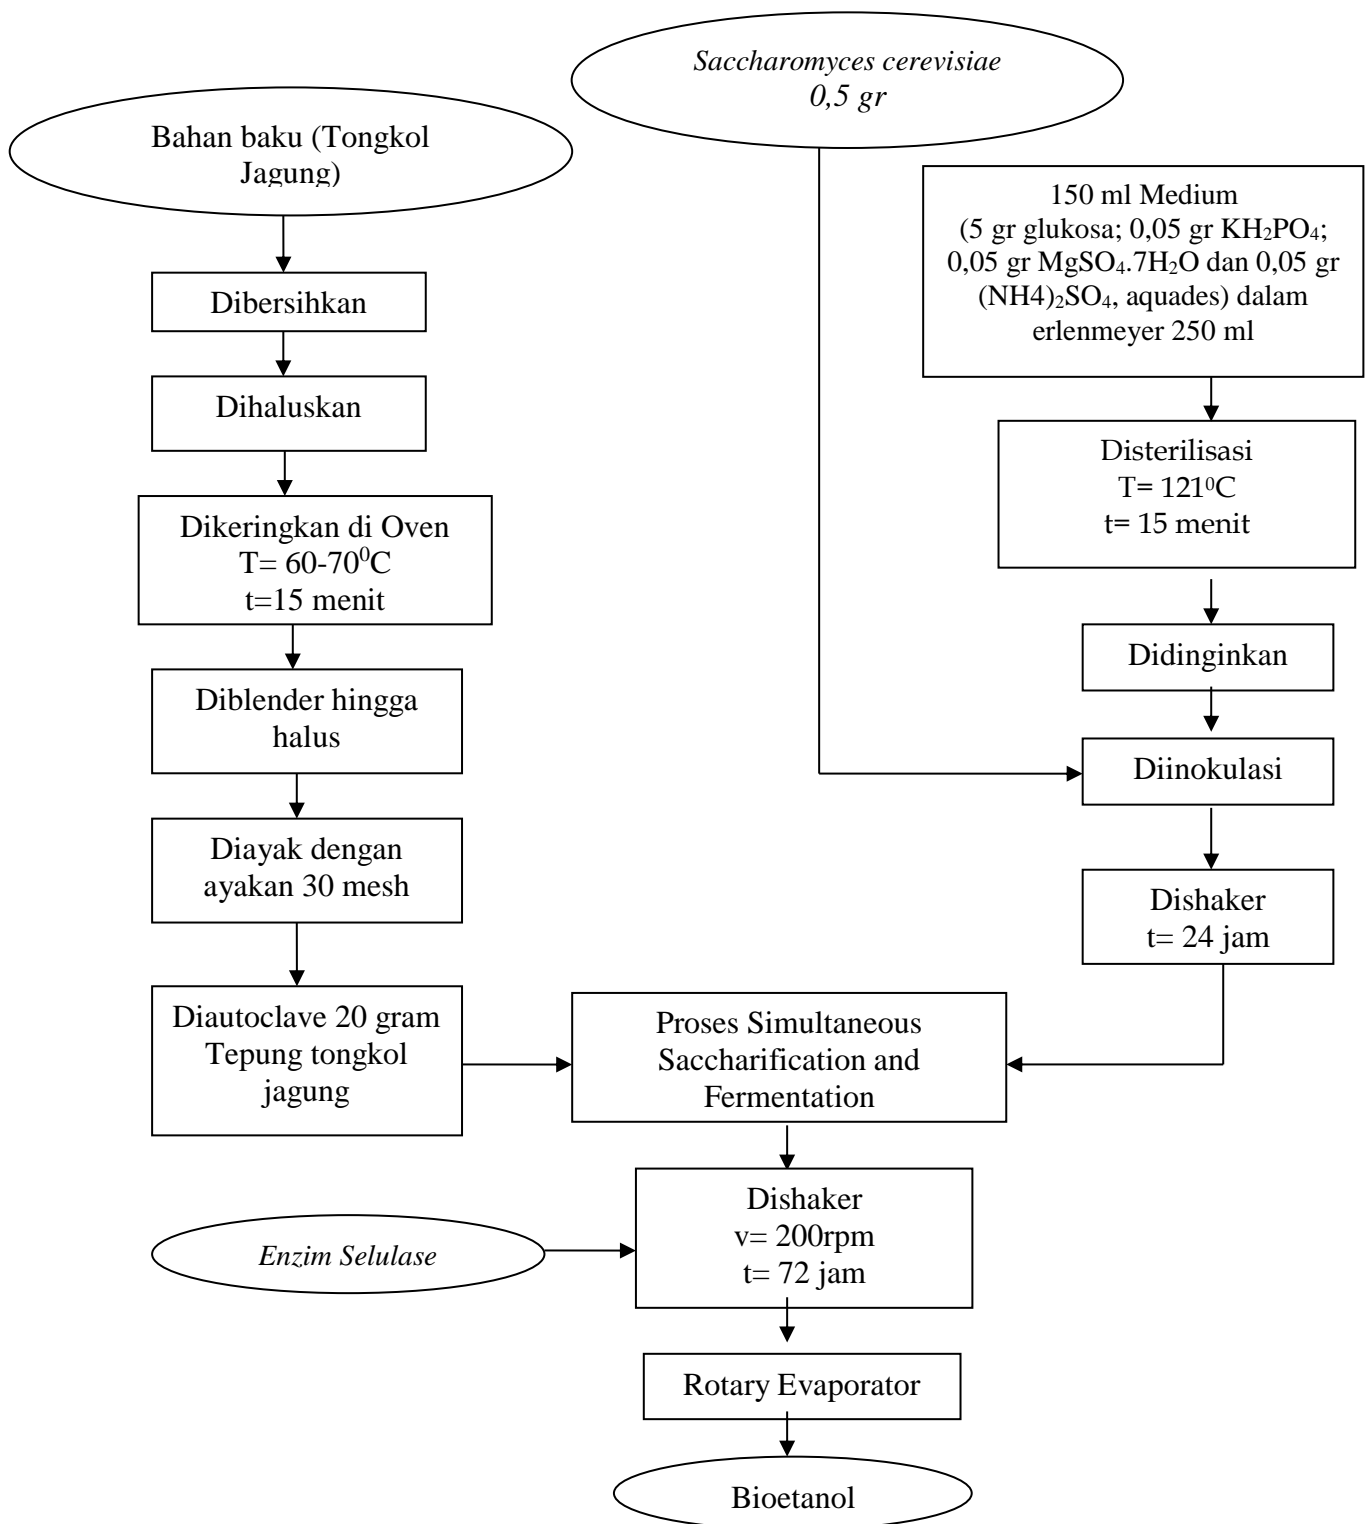 Saccharomyces cerevisiae
0,5 gr
Bahan baku (Tongkol
Jagung)
150 ml Medium
(5 gr glukosa; 0,05 gr KH₂PO₄;
0,05 gr MgSO₄.7H₂O dan 0,05 gr
(NH4)₂SO₄, aquades) dalam
erlenmeyer 250 ml
Dibersihkan
Dihaluskan
Dikeringkan di Oven
T= 60-70⁰C
t=15 menit
Diblender hingga
halus
Diayak dengan
ayakan 30 mesh
Diautoclave 20 gram
Tepung tongkol
jagung
Disterilisasi
T= 121⁰C
t= 15 menit
Didinginkan
Diinokulasi
Dishaker
t= 24 jam
Proses Simultaneous
Saccharification and
Fermentation
Enzim Selulase
Dishaker
v= 200rpm
t= 72 jam
Rotary Evaporator
Bioetanol